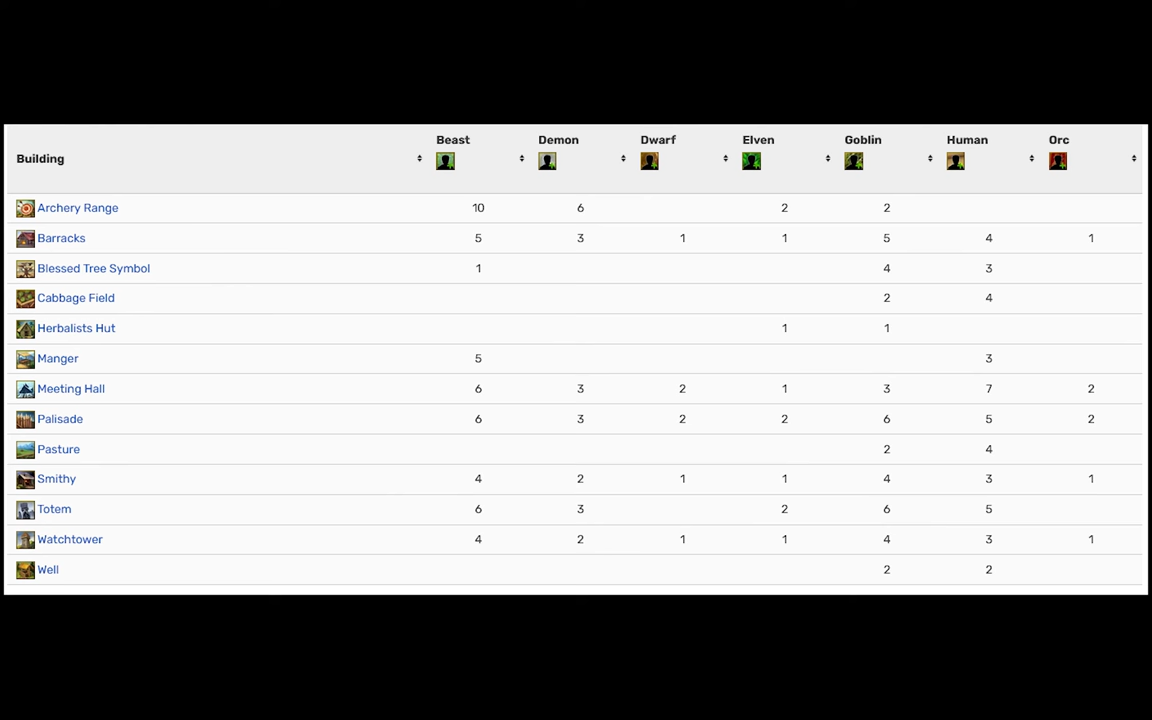 Building Beast Demon Dwarf Elven Goblin Human Orc
Archery Range 10 6 2 2
Barracks 5 3 1 1 5 4 1
Blessed Tree Symbol 1 4 3
Cabbage Field 2 4
Herbalists Hut 1 1
Manger 5 3
Meeting Hall 6 3 2 1 3 7 2
Palisade 6 3 2 2 6 5 2
Pasture 2 4
Smithy 4 2 1 1 4 3 1
Totem 6 3 2 6 5
Watchtower 4 2 1 1 4 3 1
Well 2 2